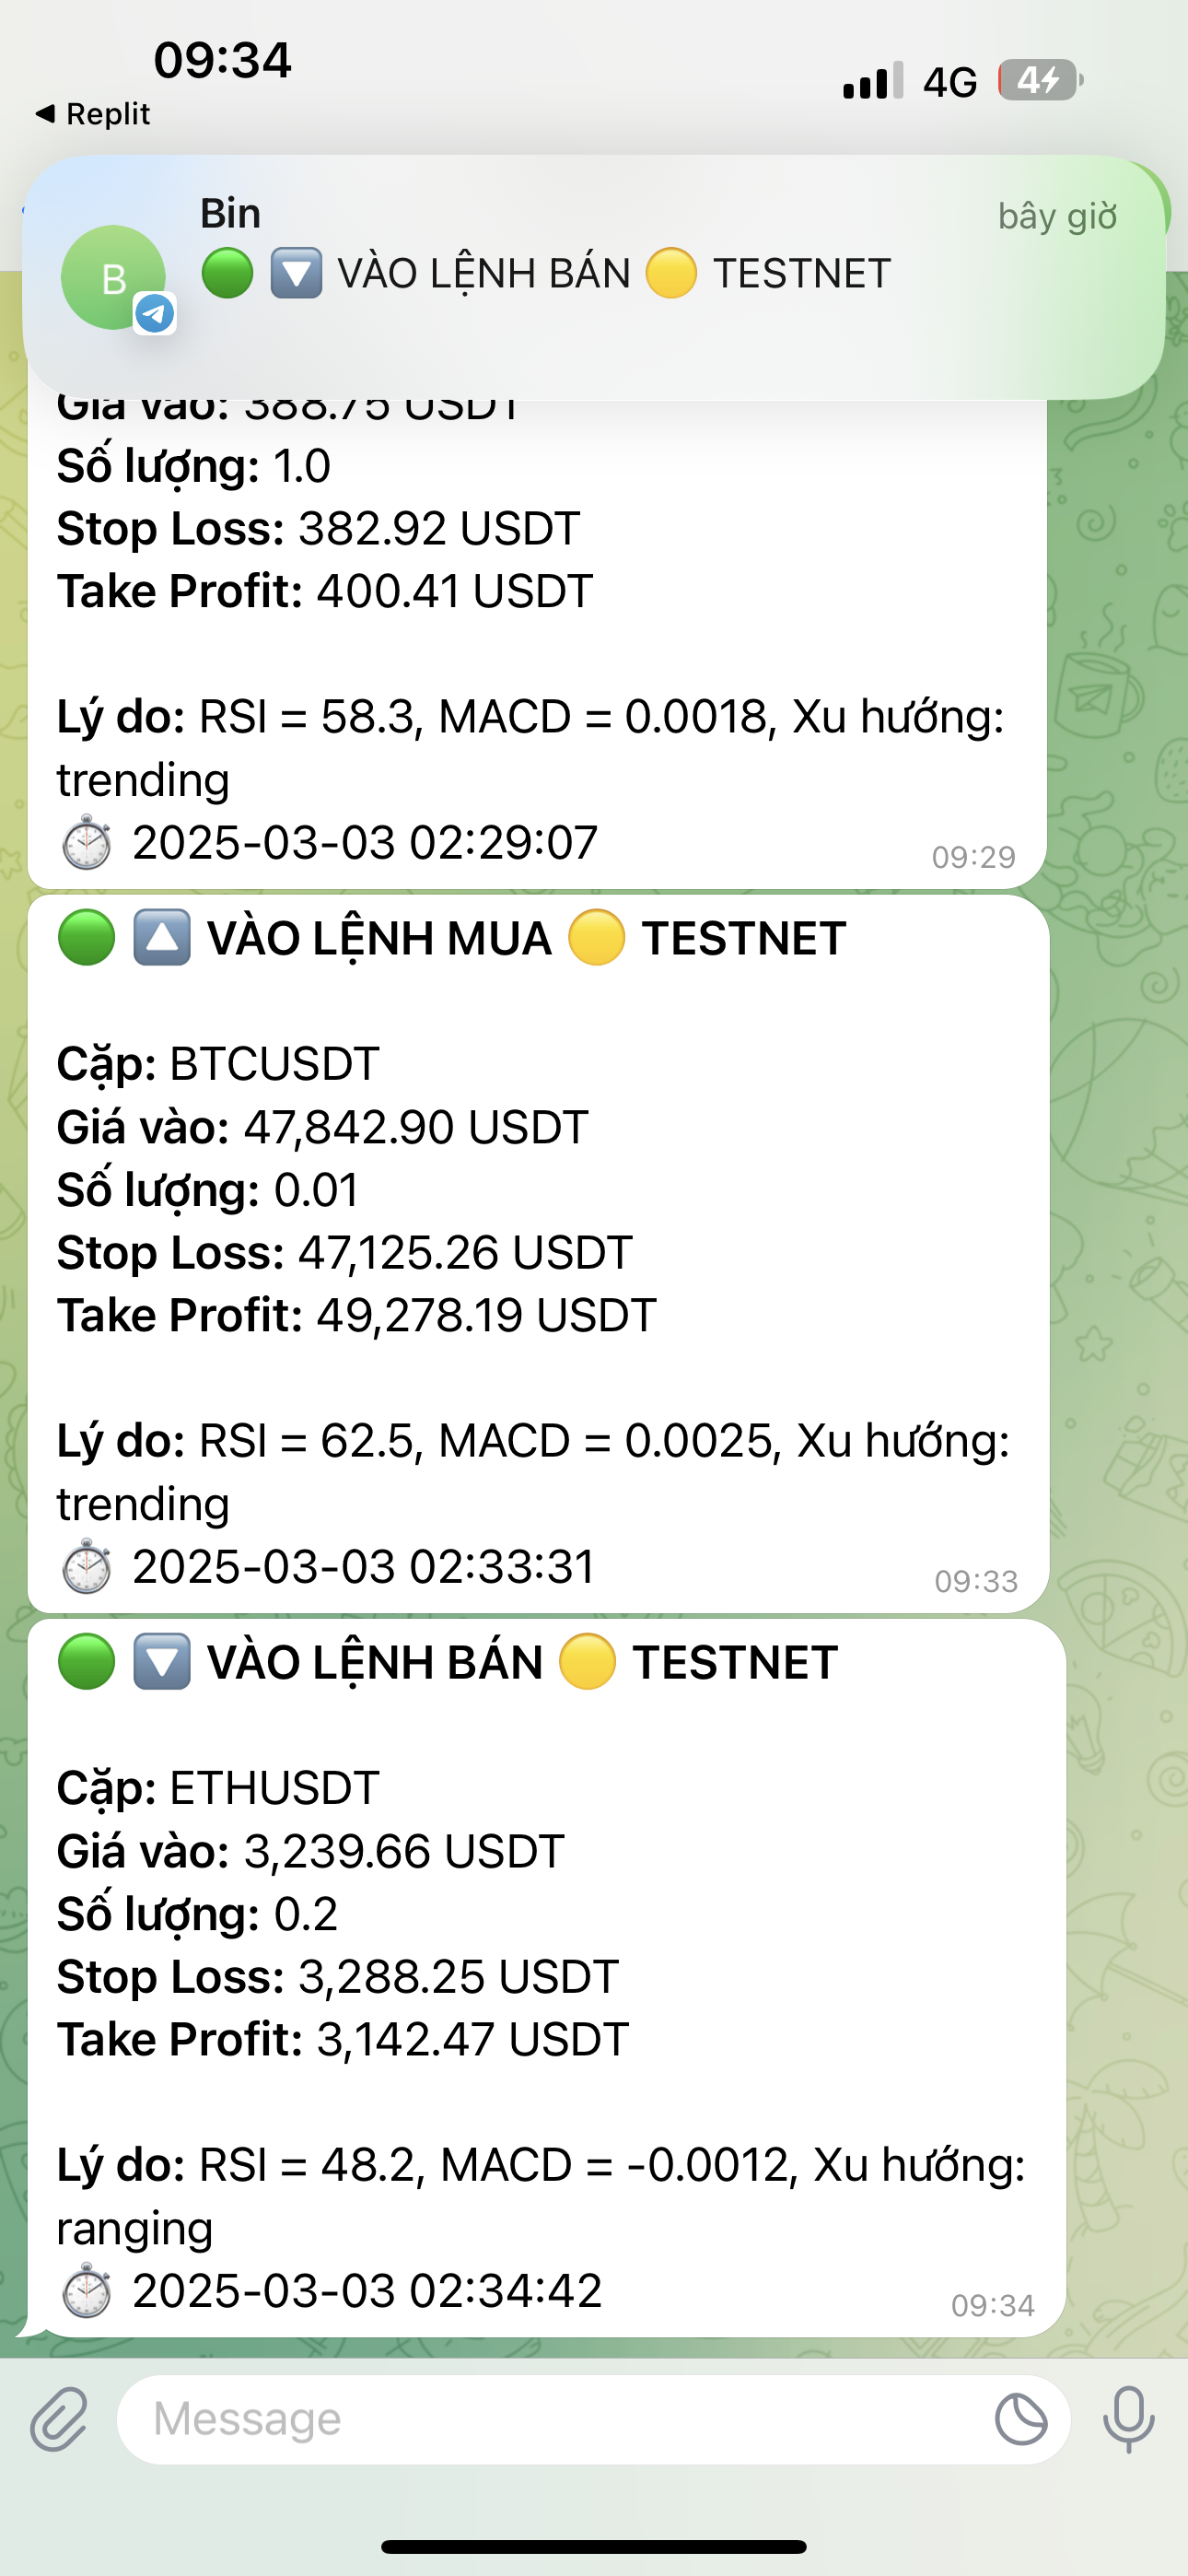 09:34
4G
4
Replit
Bin
bây giờ
B
VÀO LỆNH BÁN TESTNET
Giá vào: 388.75 USDT
Số lượng: 1.0
Stop Loss: 382.92 USDT
Take Profit: 400.41 USDT
Lý do: RSI = 58.3, MACD = 0.0018, Xu hướng:
trending
2025-03-03 02:29:07
09:29
VÀO LỆNH MUA TESTNET
Cặp: BTCUSDT
Giá vào: 47,842.90 USDT
Số lượng: 0.01
Stop Loss: 47,125.26 USDT
Take Profit: 49,278.19 USDT
Lý do: RSI = 62.5, MACD = 0.0025, Xu hướng:
trending
2025-03-03 02:33:31
09:33
VÀO LỆNH BÁN TESTNET
Cặp: ETHUSDT
Giá vào: 3,239.66 USDT
Số lượng: 0.2
Stop Loss: 3,288.25 USDT
Take Profit: 3,142.47 USDT
Lý do: RSI = 48.2, MACD = -0.0012, Xu hướng:
ranging
2025-03-03 02:34:42
09:34
Message